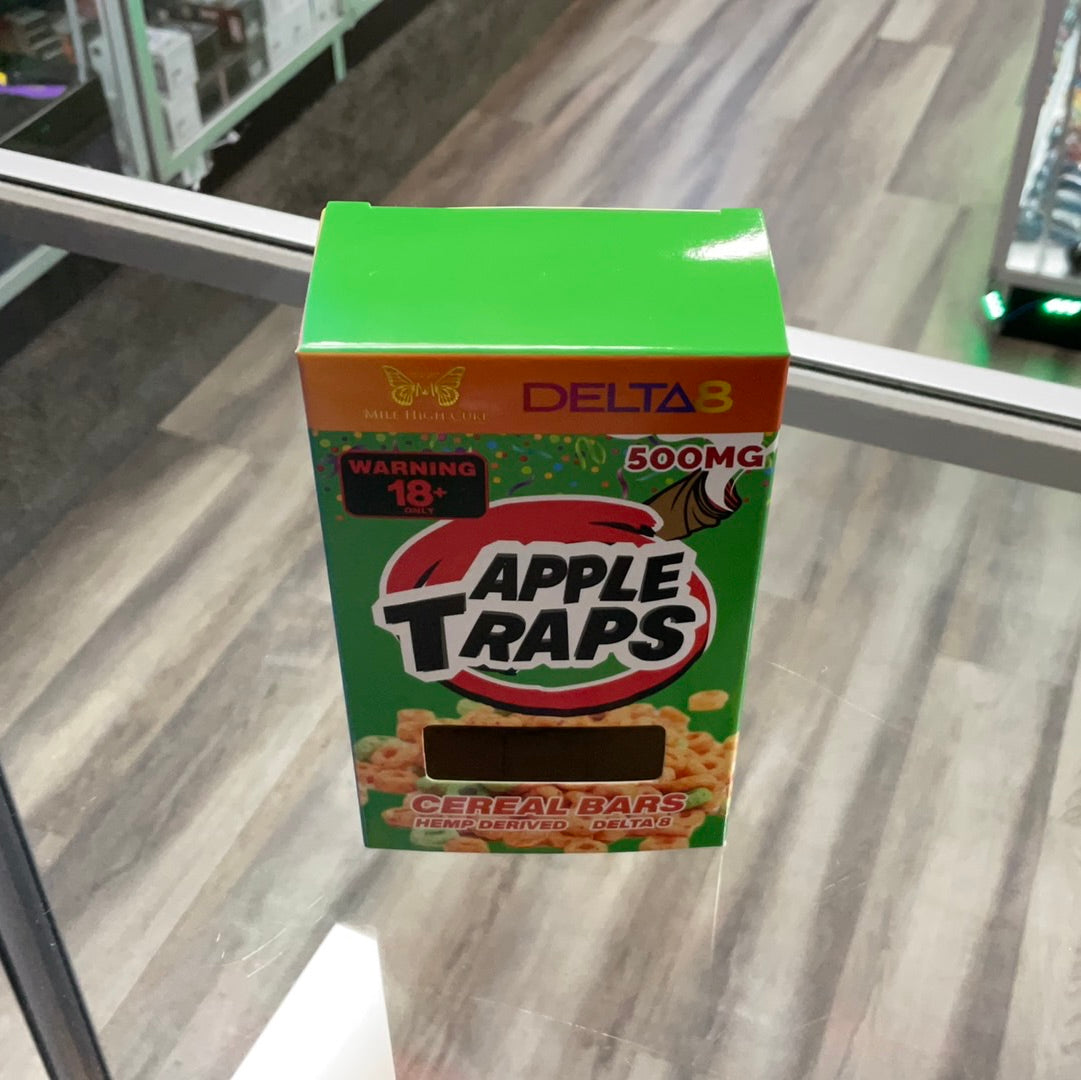 MILE HIGH CURE
DELTA8
WARNING
18+
ONLY
500MG
APPLE
TRAPS
CEREAL BARS
HEMP DERIVED DELTA 8